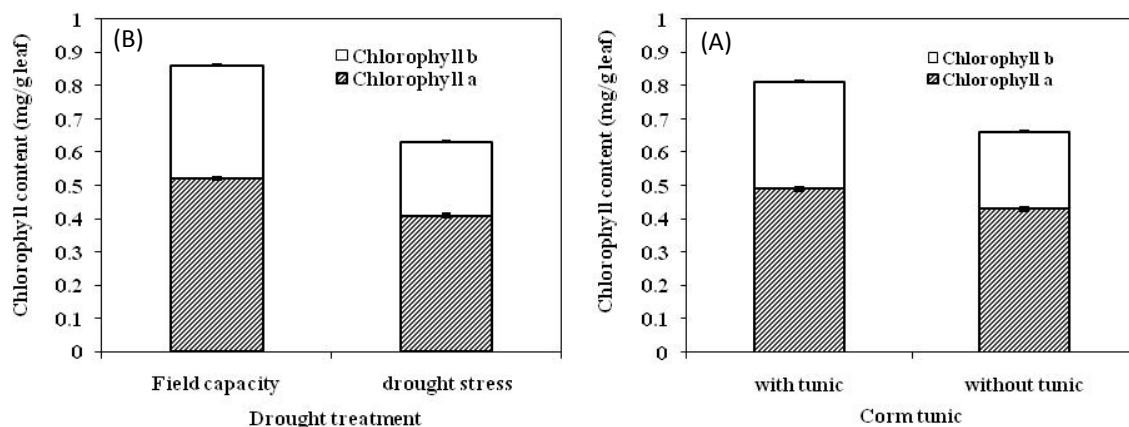 (B)
Chlorophyll b
Chlorophyll a
Chlorophyll content (mg/g leaf)
1
0.9
0.8
0.7
0.6
0.5
0.4
0.3
0.2
0.1
0
Field capacity
drought stress
Drought treatment
(A)
Chlorophyll b
Chlorophyll a
Chlorophyll content (mg/g leaf)
1
0.9
0.8
0.7
0.6
0.5
0.4
0.3
0.2
0.1
0
with tunic
without tunic
Corm tunic